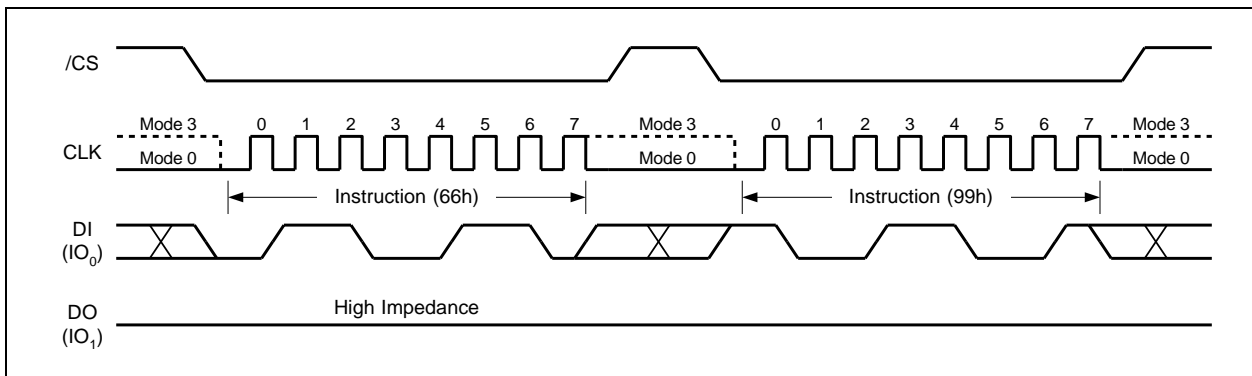 /CS
Mode 3 0 1 2 3 4 5 6 7 Mode 3 0 1 2 3 4 5 6 7 Mode 3
CLK
Mode 0 Mode 0 Mode 0
Instruction (66h) Instruction (99h)
DI
(IO0)
High Impedance
DO
(IO1)